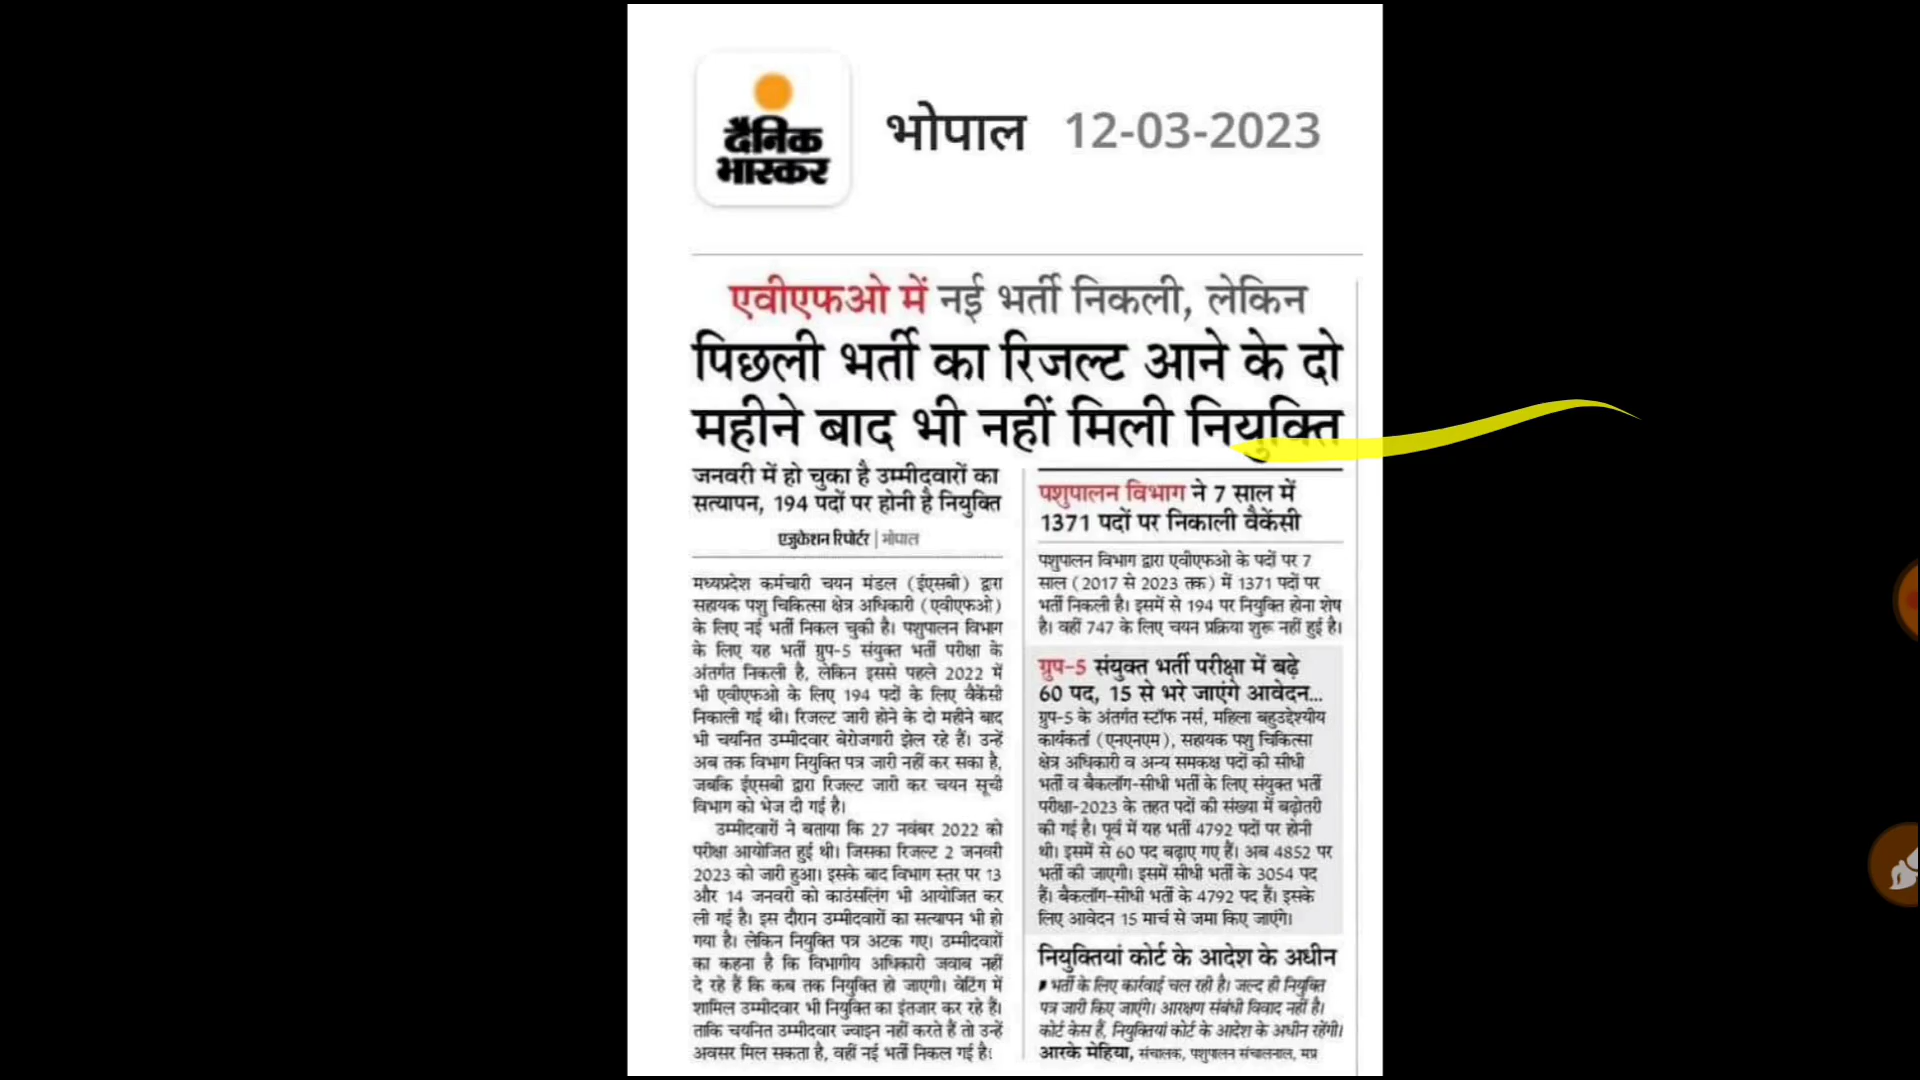 दैनिक
भास्कर
भोपाल 12-03-2023
एवीएफओ में नई भर्ती निकली, लेकिन
पिछली भर्ती का रिजल्ट आने के दो
महीने बाद भी नहीं मिली नियुक्ति
जनवरी में हो चुका है उम्मीदवारों का
सत्यापन, 194 पदों पर होनी है नियुक्ति
एजुकेशन रिपोर्टर | भोपाल
मध्यप्रदेश कर्मचारी चयन मंडल (ईएसबी) द्वारा
सहायक पशु चिकित्सा क्षेत्र अधिकारी (एवीएफओ)
के लिए नई भर्ती निकल चुकी है। पशुपालन विभाग
के लिए यह भर्ती ग्रुप-5 संयुक्त भर्ती परीक्षा के
अंतर्गत निकली है, लेकिन इससे पहले 2022 में
भी एवीएफओ के लिए 194 पदों के लिए वैकेंसी
निकाली गई थी। रिजल्ट जारी होने के दो महीने बाद
भी चयनित उम्मीदवार बेरोजगारी झेल रहे हैं। उन्हें
अब तक विभाग नियुक्ति पत्र जारी नहीं कर सका है,
जबकि ईएसबी द्वारा रिजल्ट जारी कर चयन सूची
विभाग को भेज दी गई है।
उम्मीदवारों ने बताया कि 27 नवंबर 2022 को
परीक्षा आयोजित हुई थी। जिसका रिजल्ट 2 जनवरी
2023 को जारी हुआ। इसके बाद विभाग स्तर पर 13
और 14 जनवरी को काउंसलिंग भी आयोजित कर
ली गई है। इस दौरान उम्मीदवारों का सत्यापन भी हो
गया है। लेकिन नियुक्ति पत्र अटक गए। उम्मीदवारों
का कहना है कि विभागीय अधिकारी जवाब नहीं
दे रहे हैं कि कब तक नियुक्ति हो जाएगी। वेटिंग में
शामिल उम्मीदवार भी नियुक्ति का इंतजार कर रहे हैं।
ताकि चयनित उम्मीदवार ज्वाइन नहीं करते हैं तो उन्हें
अवसर मिल सकता है, वहीं नई भर्ती निकल गई है।
पशुपालन विभाग ने 7 साल में
1371 पदों पर निकाली वैकेंसी
पशुपालन विभाग द्वारा एवीएफओ के पदों पर 7
साल (2017 से 2023 तक) में 1371 पदों पर
भर्ती निकली है। इसमें से 194 पर नियुक्ति होना शेष
है। वहीं 747 के लिए चयन प्रक्रिया शुरू नहीं हुई है।
ग्रुप-5 संयुक्त भर्ती परीक्षा में बढ़े
60 पद, 15 से भरे जाएंगे आवेदन...
ग्रुप-5 के अंतर्गत स्टॉफ नर्स, महिला बहुउद्देश्यीय
कार्यकर्ता (एनएनएम), सहायक पशु चिकित्सा
क्षेत्र अधिकारी व अन्य समकक्ष पदों की सीधी
भर्ती व बैकलॉग-सीधी भर्ती के लिए संयुक्त भर्ती
परीक्षा-2023 के तहत पदों की संख्या में बढ़ोतरी
की गई है। पूर्व में यह भर्ती 4792 पदों पर होनी
थी। इसमें से 60 पद बढ़ाए गए हैं। अब 4852 पर
भर्ती की जाएगी। इसमें सीधी भर्ती के 3054 पद
हैं। बैकलॉग-सीधी भर्ती के 4792 पद हैं। इसके
लिए आवेदन 15 मार्च से जमा किए जाएंगे।
नियुक्तियां कोर्ट के आदेश के अधीन
भर्ती के लिए कार्रवाई चल रही है। जल्द ही नियुक्ति
पत्र जारी किए जाएंगे। आरक्षण संबंधी विवाद नहीं है।
कोर्ट केस हैं, नियुक्तियां कोर्ट के आदेश के अधीन रहेंगी।
आरके मेहिया, संचालक, पशुपालन संचालनाल, मप्र